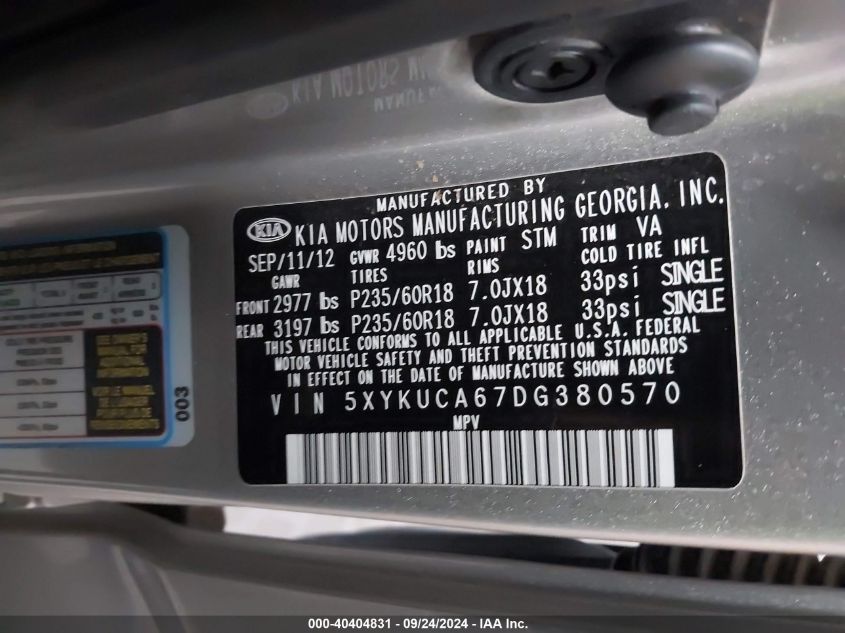 MANUFACTURED BY
KIA KIA MOTORS MANUFACTURING GEORGIA, INC.
SEP/11/12 GVWR 4960 lbs PAINT STM TRIM VA
GAWR TIRES RIMS COLD TIRE INFL
FRONT 2977 lbs P235/60R18 7.0JX18 33psi SINGLE
REAR 3197 lbs P235/60R18 7.0JX18 33psi SINGLE
THIS VEHICLE CONFORMS TO ALL APPLICABLE U.S.A. FEDERAL
MOTOR VEHICLE SAFETY AND THEFT PREVENTION STANDARDS
IN EFFECT ON THE DATE OF MANUFACTURE SHOWN ABOVE
VIN 5XYKUCA67DG380570
MPV
003
000-40404831 - 09/24/2024 - IAA Inc.